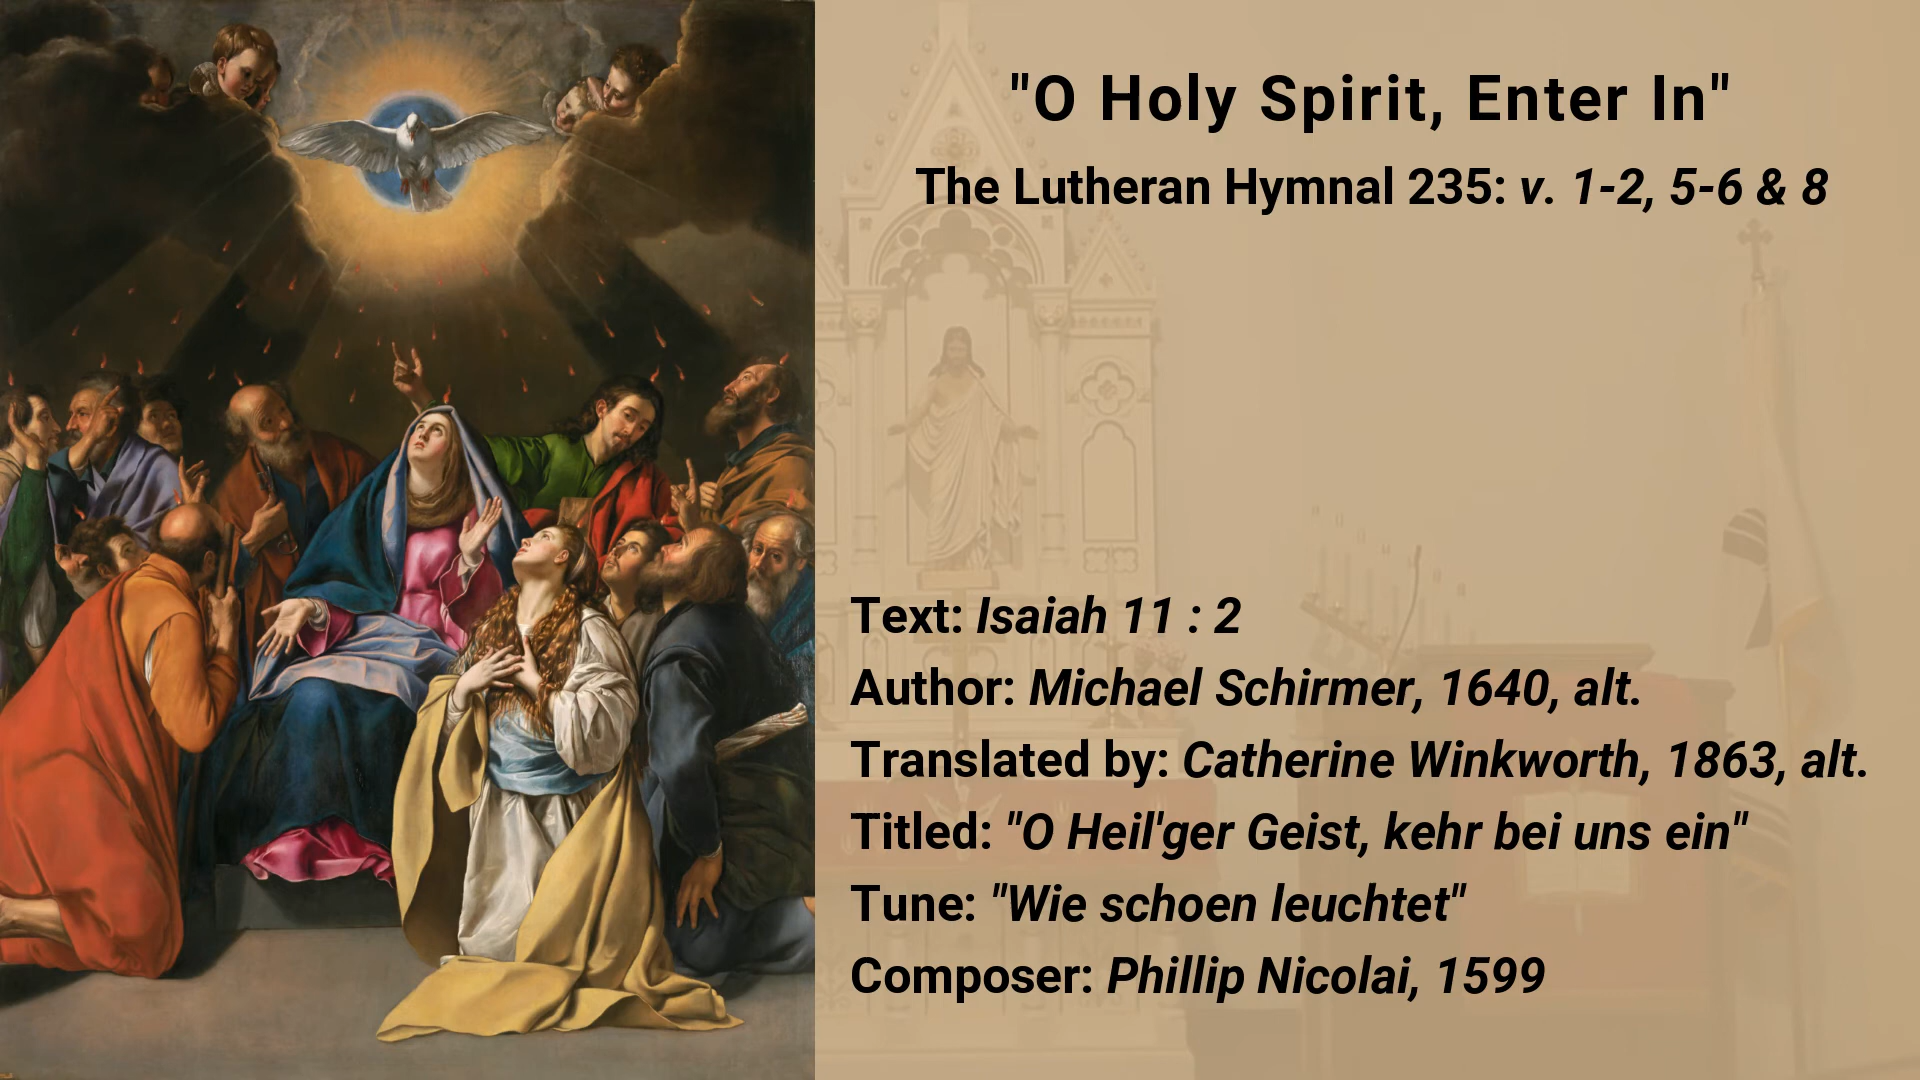 "O Holy Spirit, Enter In"
The Lutheran Hymnal 235: v. 1-2, 5-6 & 8
Text: Isaiah 11 : 2
Author: Michael Schirmer, 1640, alt.
Translated by: Catherine Winkworth, 1863, alt.
Titled: "O Heil'ger Geist, kehr bei uns ein"
Tune: "Wie schoen leuchtet"
Composer: Phillip Nicolai, 1599